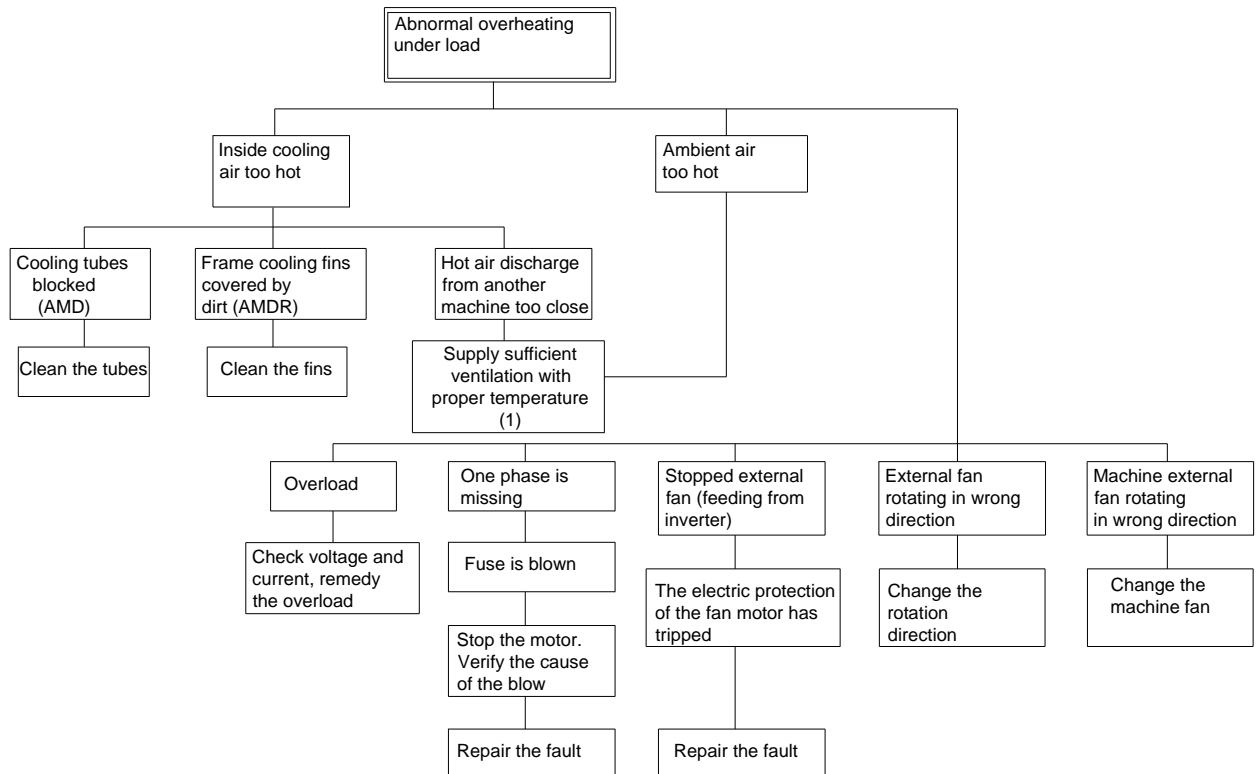 Abnormal overheating
under load
Inside cooling
air too hot
Ambient air
too hot
Cooling tubes
blocked
(AMD)
Frame cooling fins
covered by
dirt (AMDR)
Hot air discharge
from another
machine too close
Clean the tubes
Clean the fins
Supply sufficient
ventilation with
proper temperature
(1)
Overload
One phase is
missing
Stopped external
fan (feeding from
inverter)
External fan
rotating in wrong
direction
Machine external
fan rotating
in wrong direction
Check voltage and
current, remedy
the overload
Fuse is blown
The electric protection
of the fan motor has
tripped
Change the
rotation
direction
Change the
machine fan
Stop the motor.
Verify the cause
of the blow
Repair the fault
Repair the fault